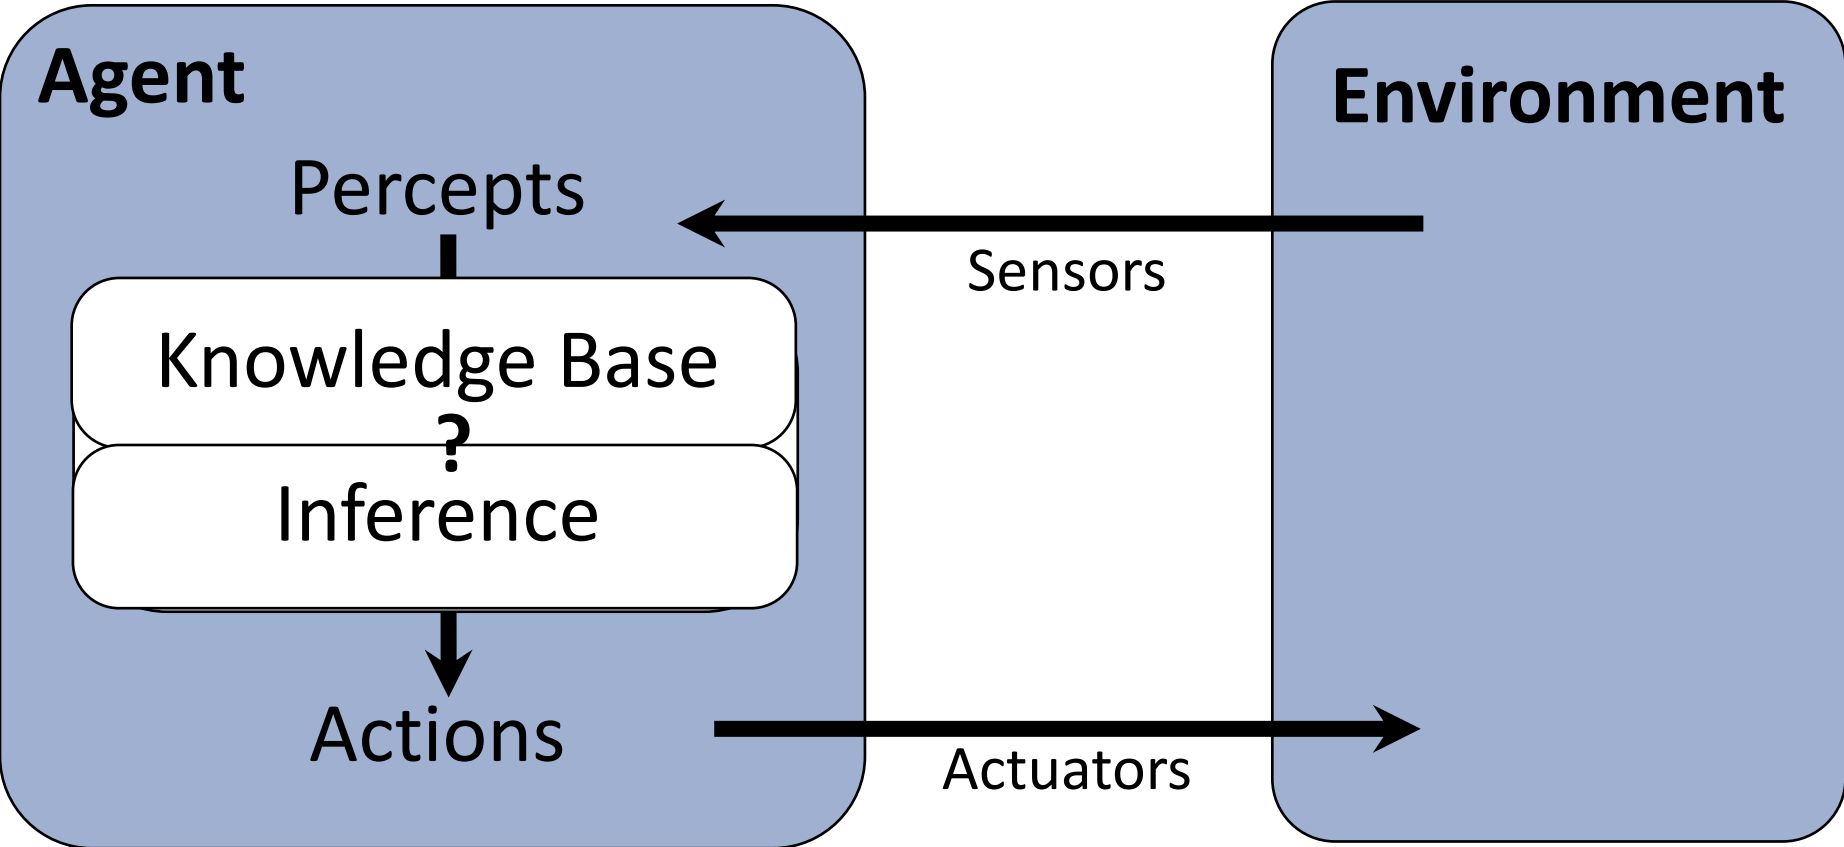 Agent
Environment
Percepts
Sensors
Knowledge Base
?
Inference
Actions
Actuators